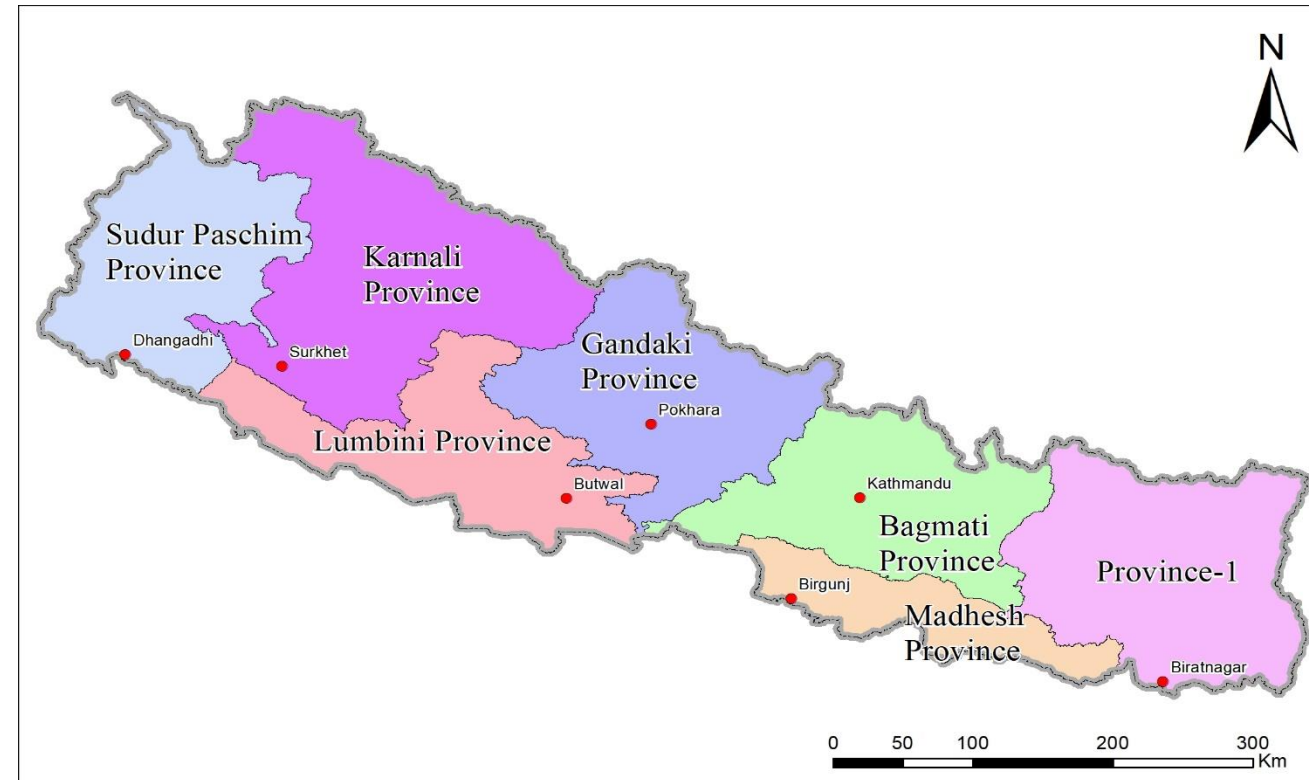 N
Sudur Paschim
Province
Karnali
Province
Dhangadhi
Surkhet
Gandaki
Province
Pokhara
Lumbini Province
Butwal
Kathmandu
Bagmati
Province
Province-1
Birgunj
Madhesh
Province
Biratnagar
0 50 100 200 300
Km